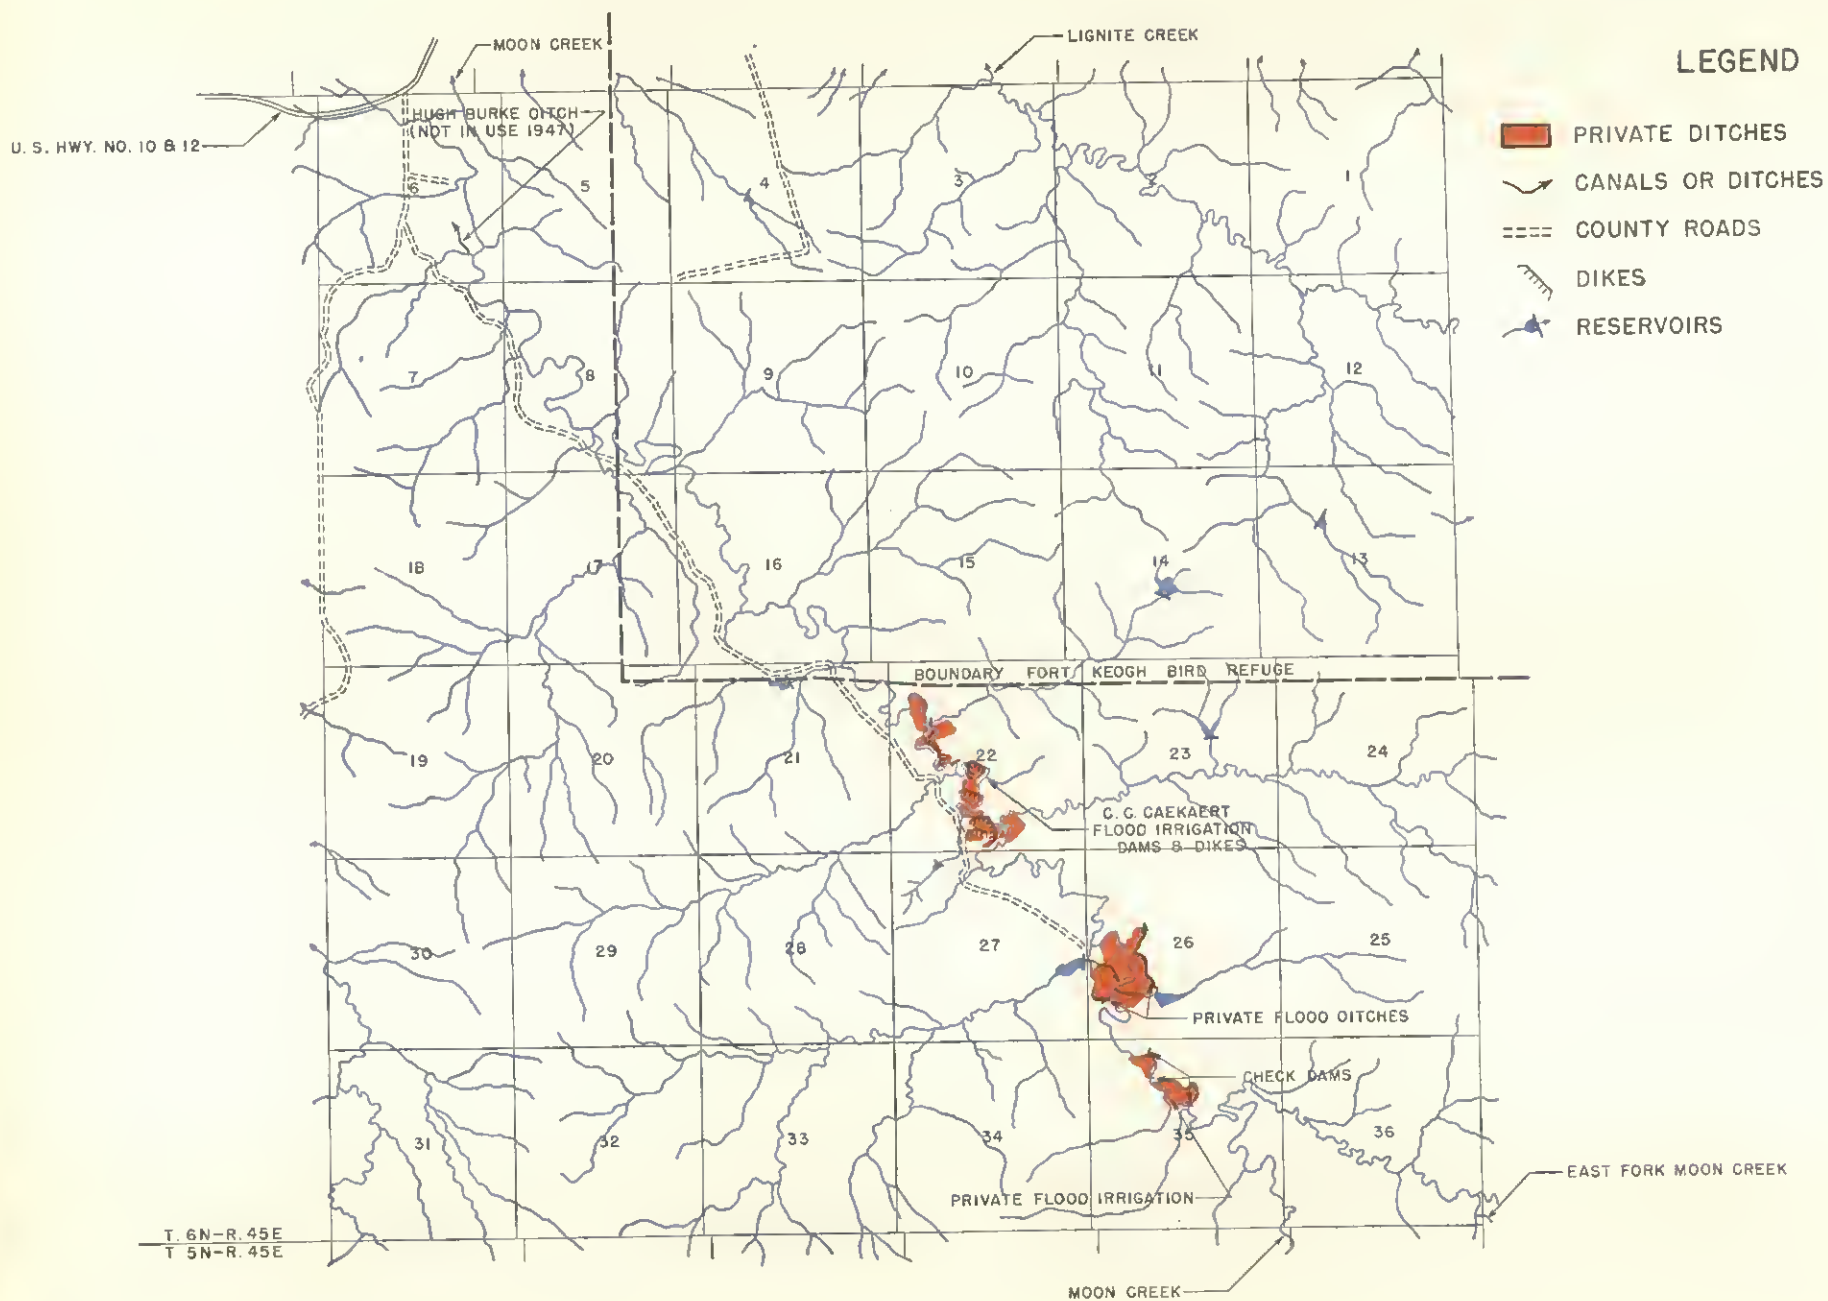 MOON CREEK
LIGNITE CREEK
LEGEND
PRIVATE DITCHES
CANALS OR DITCHES
COUNTY ROADS
DIKES
RESERVOIRS
HUGH BURKE DITCH
(NOT IN USE 1947)
U. S. HWY. NO. 10 & 12
6 5 4 3 1
7 8 9 10 11 12
18 17 16 15 14 13
BOUNDARY FORT KEOGH BIRD REFUGE
19 20 21 22 23 24
C. C. CAEKAERT
FLOOD IRRIGATION
DAMS & DIKES
30 29 28 27 26 25
PRIVATE FLOOD DITCHES
CHECK DAMS
31 32 33 34 35 36
EAST FORK MOON CREEK
PRIVATE FLOOD IRRIGATION
T. 6N-R. 45E
T 5N-R. 45E
MOON CREEK